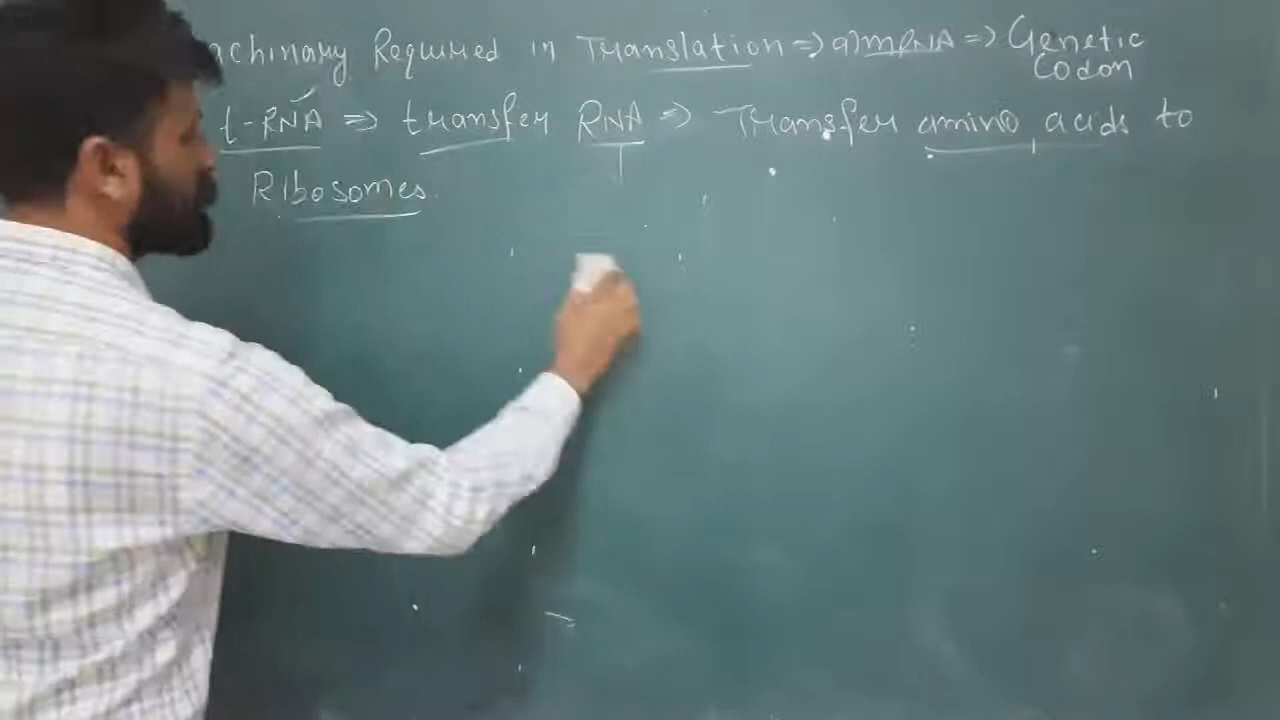 achinary Required in Translation => a) mRNA => Genetic
Codon
t-RNA => transfer RNA => Transfer amino acids to
Ribosomes.